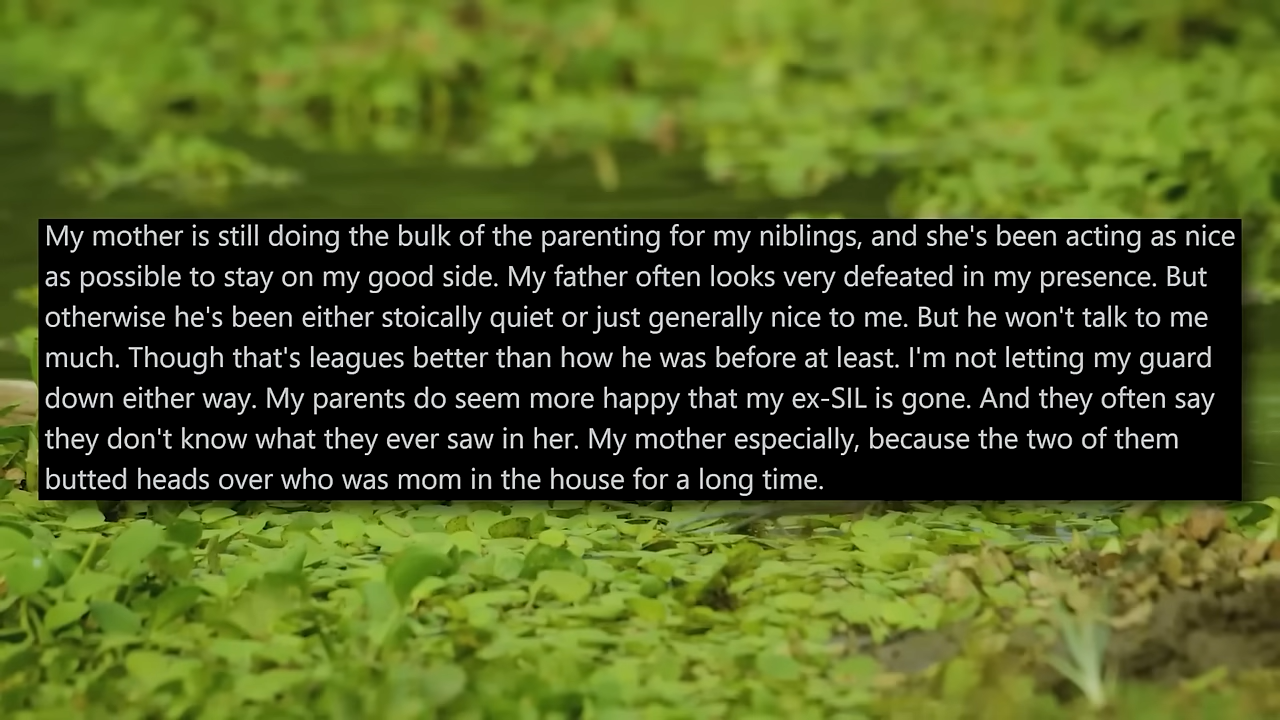 My mother is still doing the bulk of the parenting for my niblings, and she's been acting as nice
as possible to stay on my good side. My father often looks very defeated in my presence. But
otherwise he's been either stoically quiet or just generally nice to me. But he won't talk to me
much. Though that's leagues better than how he was before at least. I'm not letting my guard
down either way. My parents do seem more happy that my ex-SIL is gone. And they often say
they don't know what they ever saw in her. My mother especially, because the two of them
butted heads over who was mom in the house for a long time.